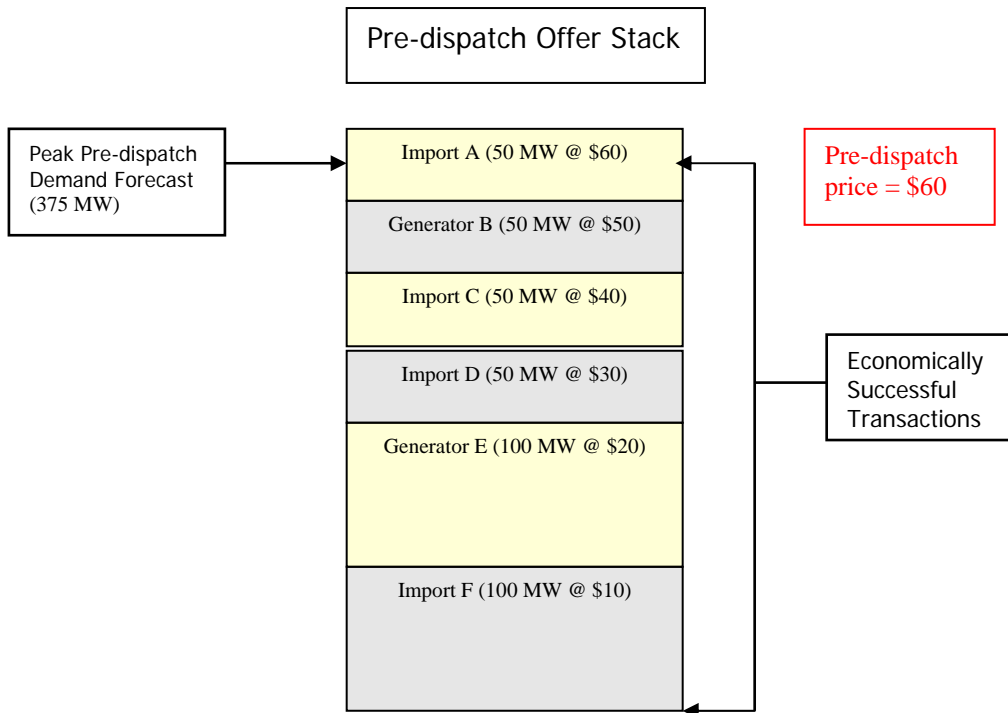 Pre-dispatch Offer Stack
Peak Pre-dispatch
Demand Forecast
(375 MW)
Import A (50 MW @ $60)
Pre-dispatch
price = $60
Generator B (50 MW @ $50)
Import C (50 MW @ $40)
Import D (50 MW @ $30)
Economically
Successful
Transactions
Generator E (100 MW @ $20)
Import F (100 MW @ $10)